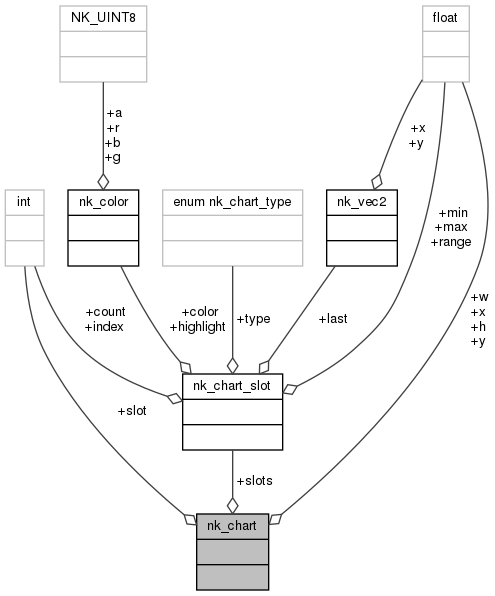 NK_UINT8
float
+a
+r
+b
+g
+x
+y
int
nk_color
enum nk_chart_type
nk_vec2
+min
+max
+range
+count
+index
+color
+highlight
+type
+last
+w
+x
+h
+y
nk_chart_slot
+slot
+slots
nk_chart